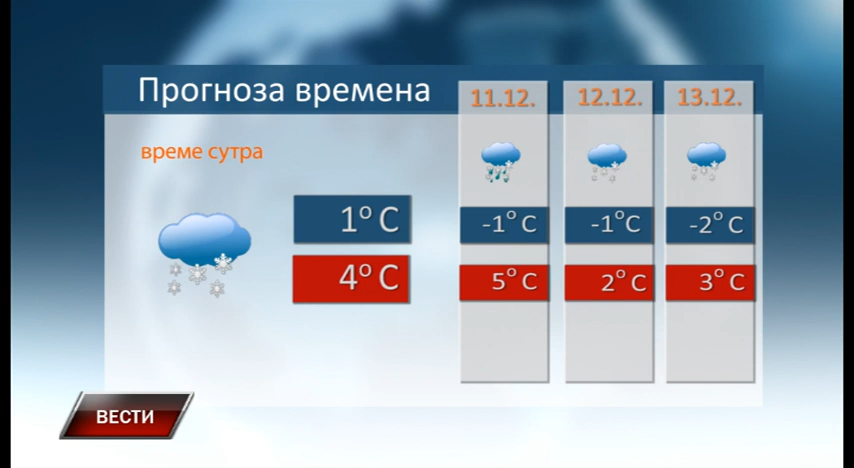 Прогноза времена
време сутра
1° C
4° C
11.12.
-1° C
5° C
12.12.
-1°C
2° C
13.12.
-2° C
3° C
ВЕСТИ